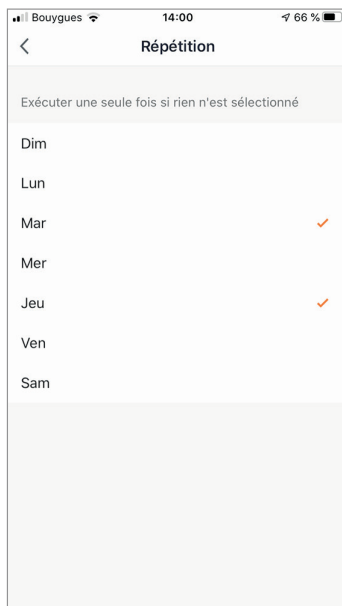 Bouygues 14:00 66 %
Répétition
Exécuter une seule fois si rien n'est sélectionné
Dim
Lun
Mar
Mer
Jeu
Ven
Sam